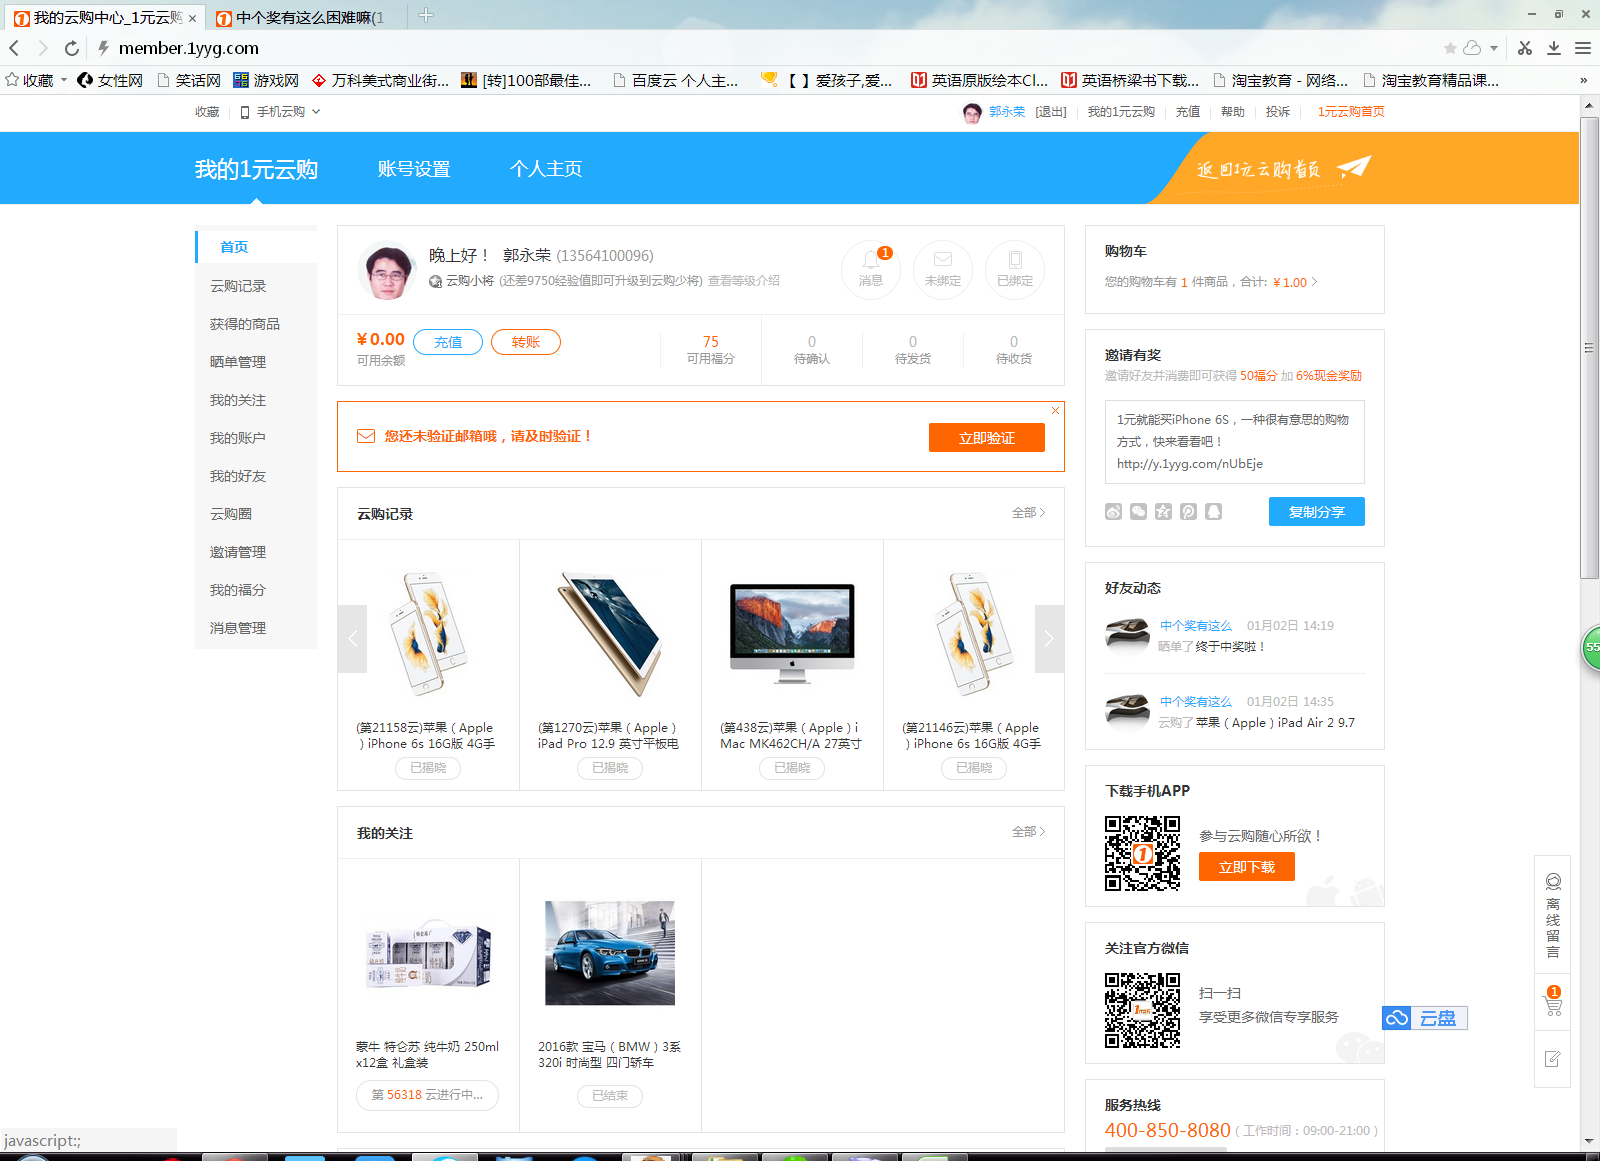 我的云购中心_1元云购
中个奖有这么困难嘛(1
member.1yyg.com
收藏
女性网
笑话网
游戏网
万科美式商业街...
[转]100部最佳...
百度云 个人主...
【 】爱孩子,爱...
英语原版绘本Cl...
英语桥梁书下载...
淘宝教育 - 网络...
淘宝教育精品课...
»
收藏
手机云购
郭永荣 [退出]
我的1元云购
充值
帮助
投诉
1元云购首页
我的1元云购
账号设置
个人主页
返回1元云购首页
首页
云购记录
获得的商品
晒单管理
我的关注
我的账户
我的好友
云购圈
邀请管理
我的福分
消息管理
晚上好！ 郭永荣 (13564100096)
云购小将 (还差9750经验值即可升级到云购少将) 查看等级介绍
1
消息
未绑定
已绑定
￥0.00
可用余额
充值
转账
75
可用福分
0
待确认
0
待发货
0
待收货
您还未验证邮箱哦，请及时验证！
立即验证
云购记录
全部
(第21158云)苹果（Apple
）iPhone 6s 16G版 4G手
已揭晓
(第1270云)苹果（Apple）
iPad Pro 12.9 英寸平板电
已揭晓
(第438云)苹果（Apple）i
Mac MK462CH/A 27英寸
已揭晓
(第21146云)苹果（Apple
）iPhone 6s 16G版 4G手
已揭晓
我的关注
全部
蒙牛 特仑苏 纯牛奶 250ml
x12盒 礼盒装
第 56318 云进行中...
2016款 宝马（BMW）3系
320i 时尚型 四门轿车
已结束
购物车
您的购物车有 1 件商品，合计: ￥1.00
邀请有奖
邀请好友并消费即可获得 50福分 加 6%现金奖励
1元就能买iPhone 6S，一种很有意思的购物
方式，快来看看吧！
http://y.1yyg.com/nUbEje
复制分享
好友动态
中个奖有这么 01月02日 14:19
晒单了 终于中奖啦！
中个奖有这么 01月02日 14:35
云购了 苹果（Apple）iPad Air 2 9.7
下载手机APP
参与云购随心所欲！
立即下载
关注官方微信
扫一扫
享受更多微信专享服务
服务热线
400-850-8080 ( 工作时间：09:00-21:00 )
55
离线留言
1
云盘
javascript:;